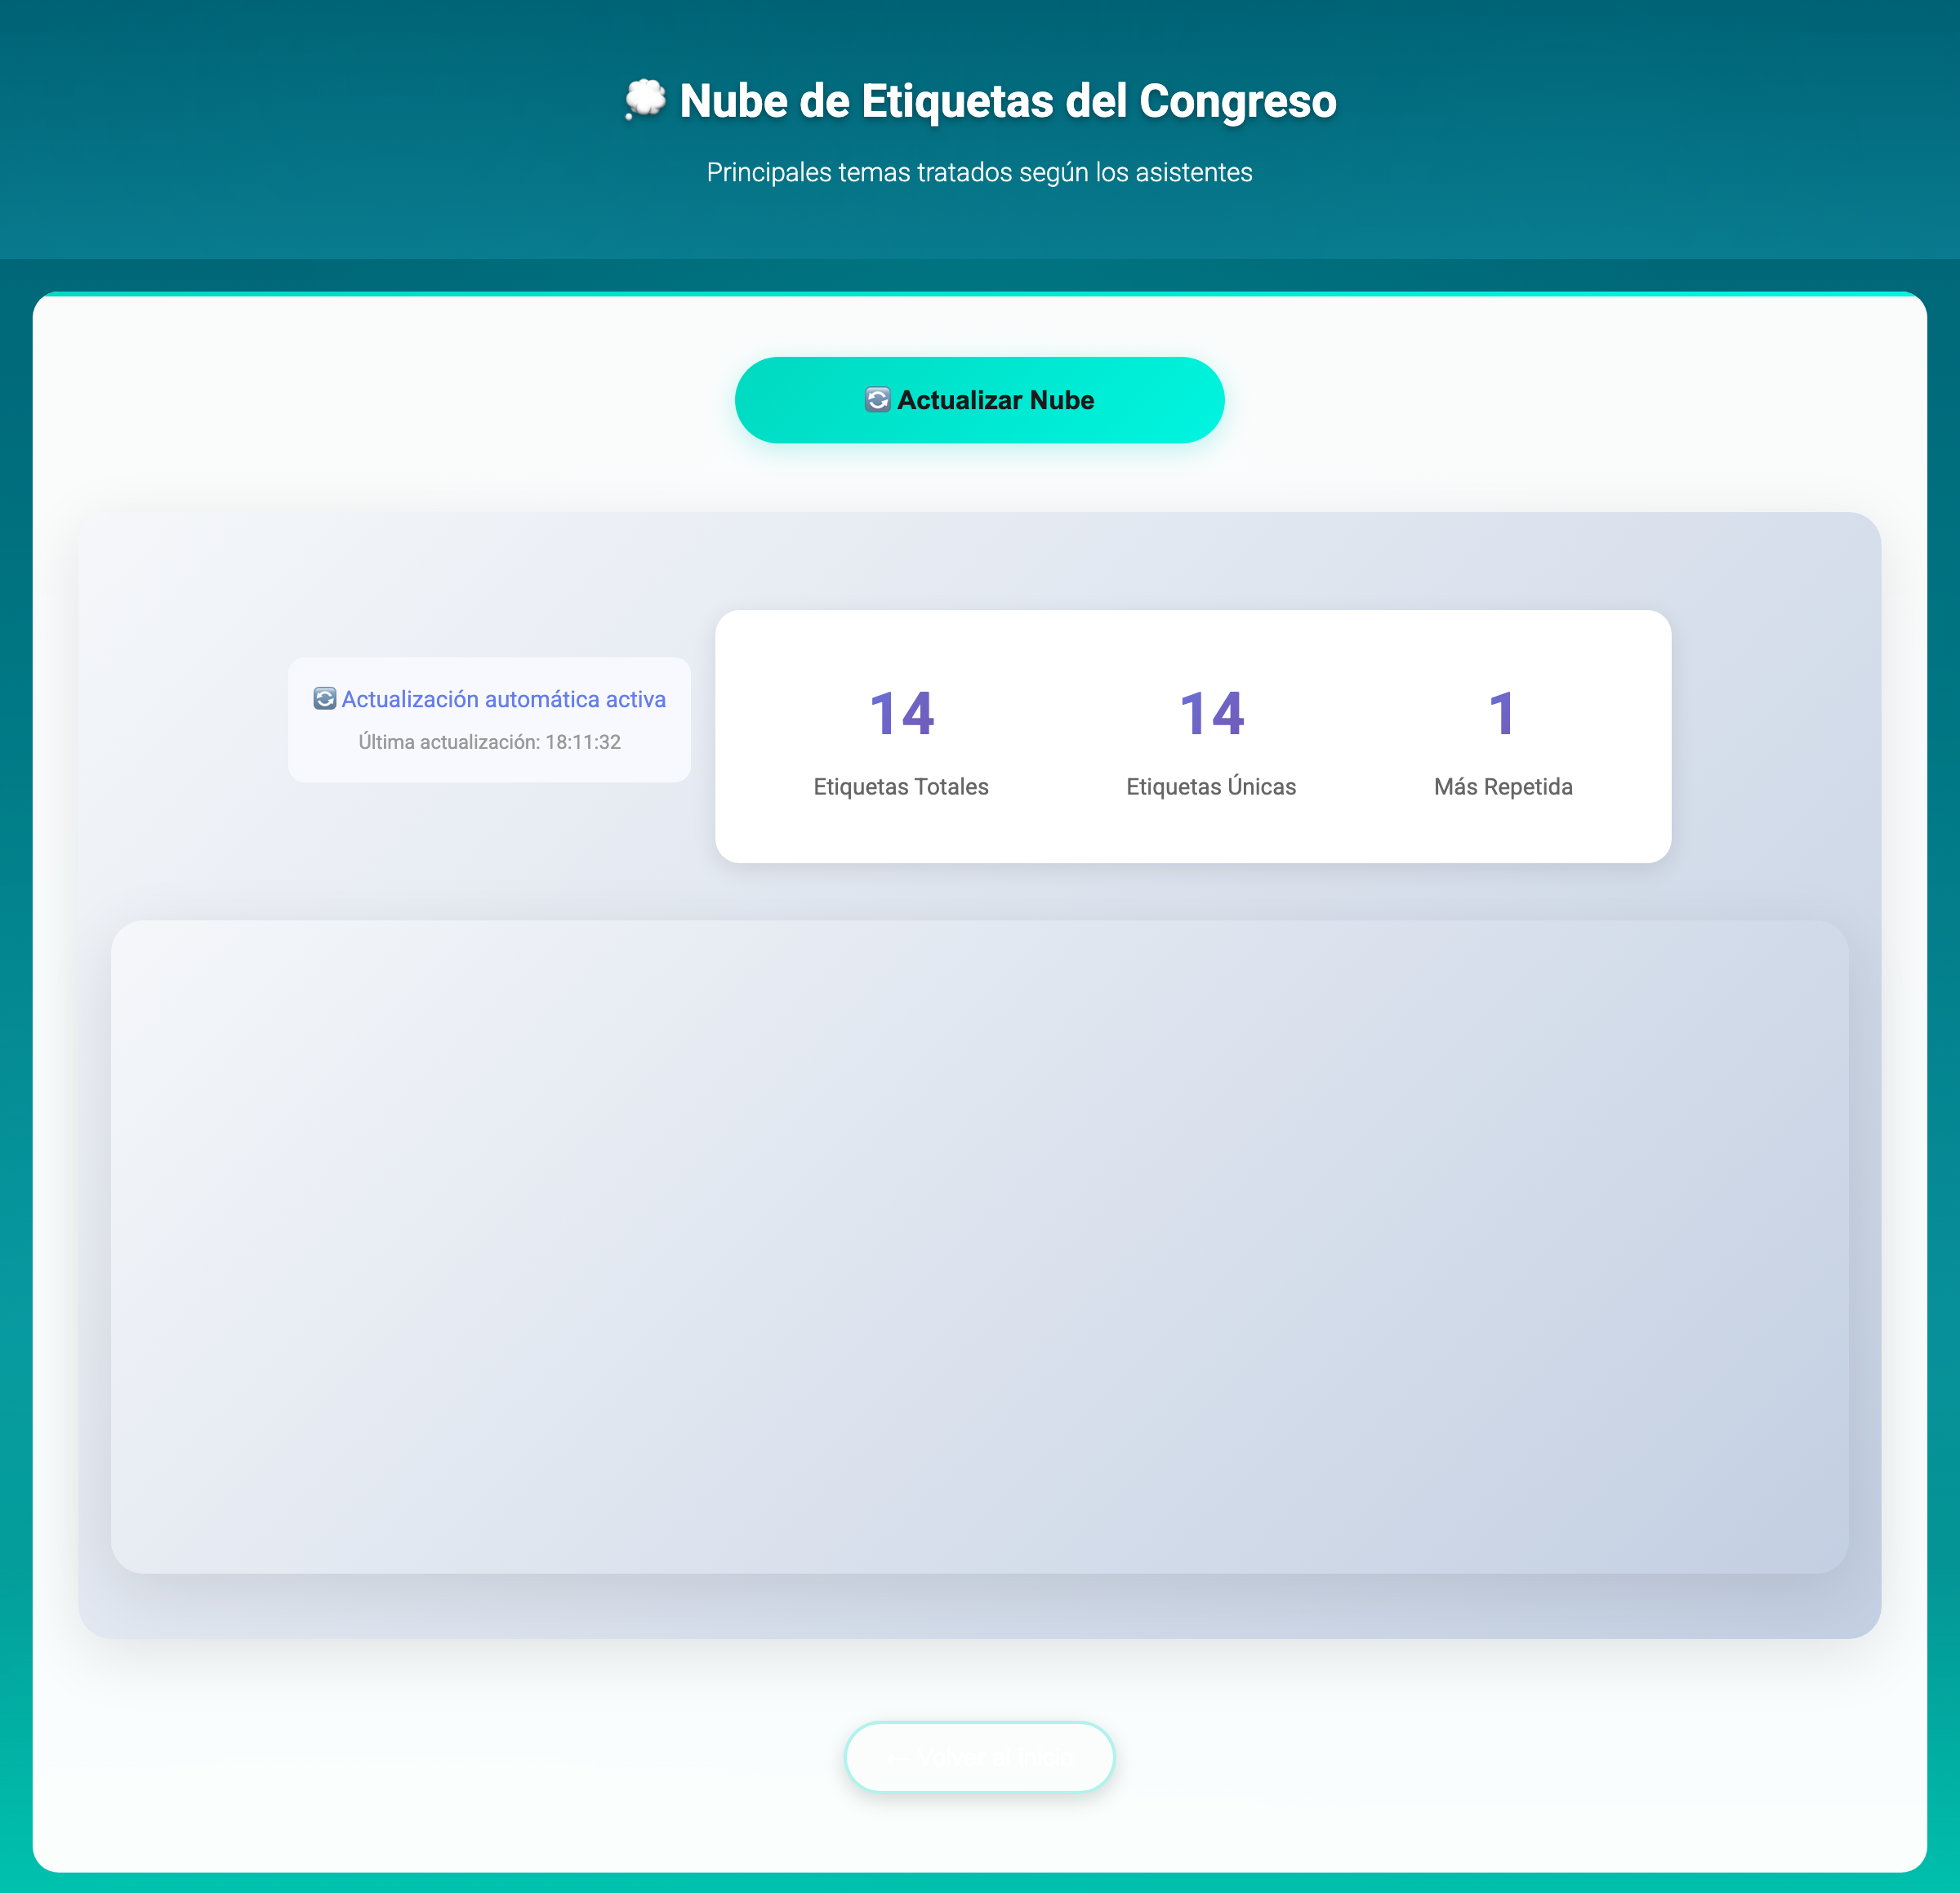 Nube de Etiquetas del Congreso
Principales temas tratados según los asistentes
Actualizar Nube
Actualización automática activa
Última actualización: 18:11:32
14
Etiquetas Totales
14
Etiquetas Únicas
1
Más Repetida
← Volver al Inicio